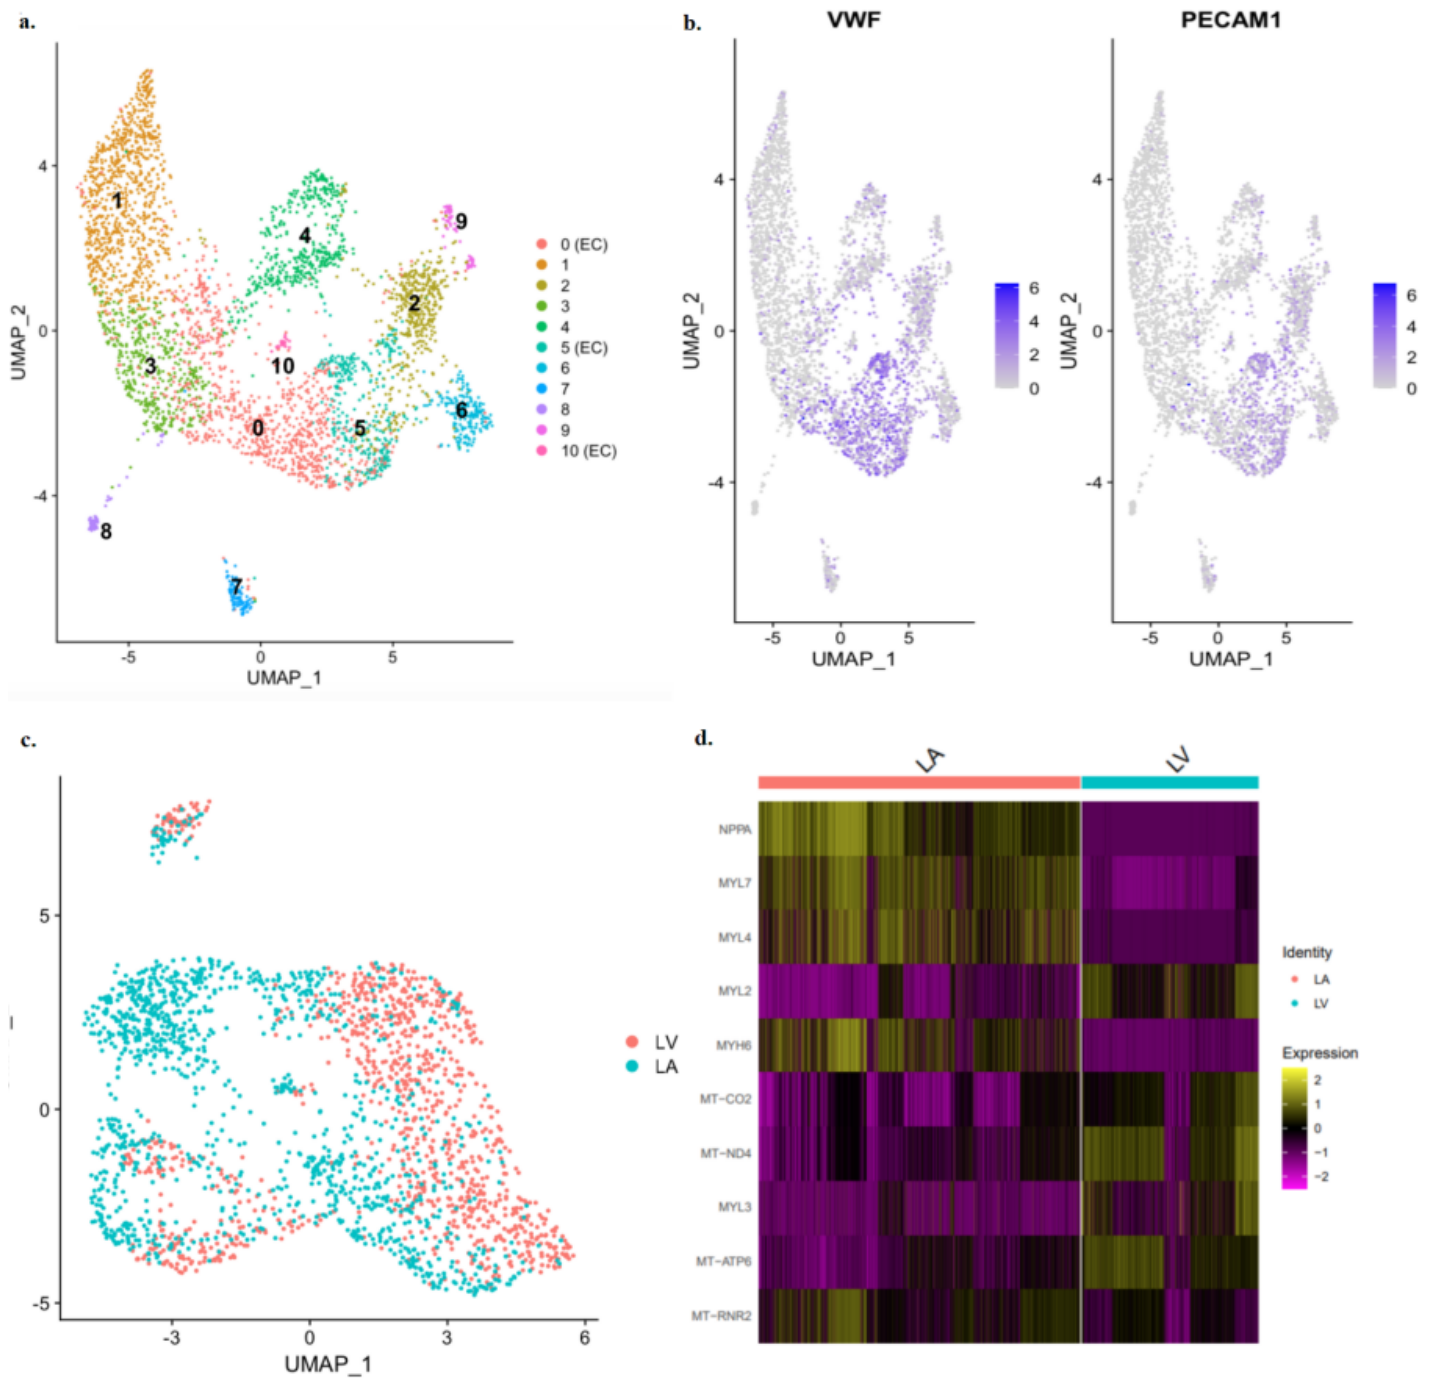 a.
4
0
-4
-5
0
5
UMAP_2
UMAP_1
1
4
9
2
3
10
0
5
6
8
7
0 (EC)
1
2
3
4
5 (EC)
6
7
8
9
10 (EC)
b.
VWF
4
0
-4
-5
0
5
UMAP_2
UMAP_1
6
4
2
0
PECAM1
4
0
-4
-5
0
5
UMAP_2
UMAP_1
6
4
2
0
c.
5
0
-5
-3
0
3
6
UMAP_1
LV
LA
d.
LA
LV
NPPA
MYL7
MYL4
MYL2
MYH6
MT-CO2
MT-ND4
MYL3
MT-ATP6
MT-RNR2
Identity
LA
LV
Expression
2
1
0
-1
-2